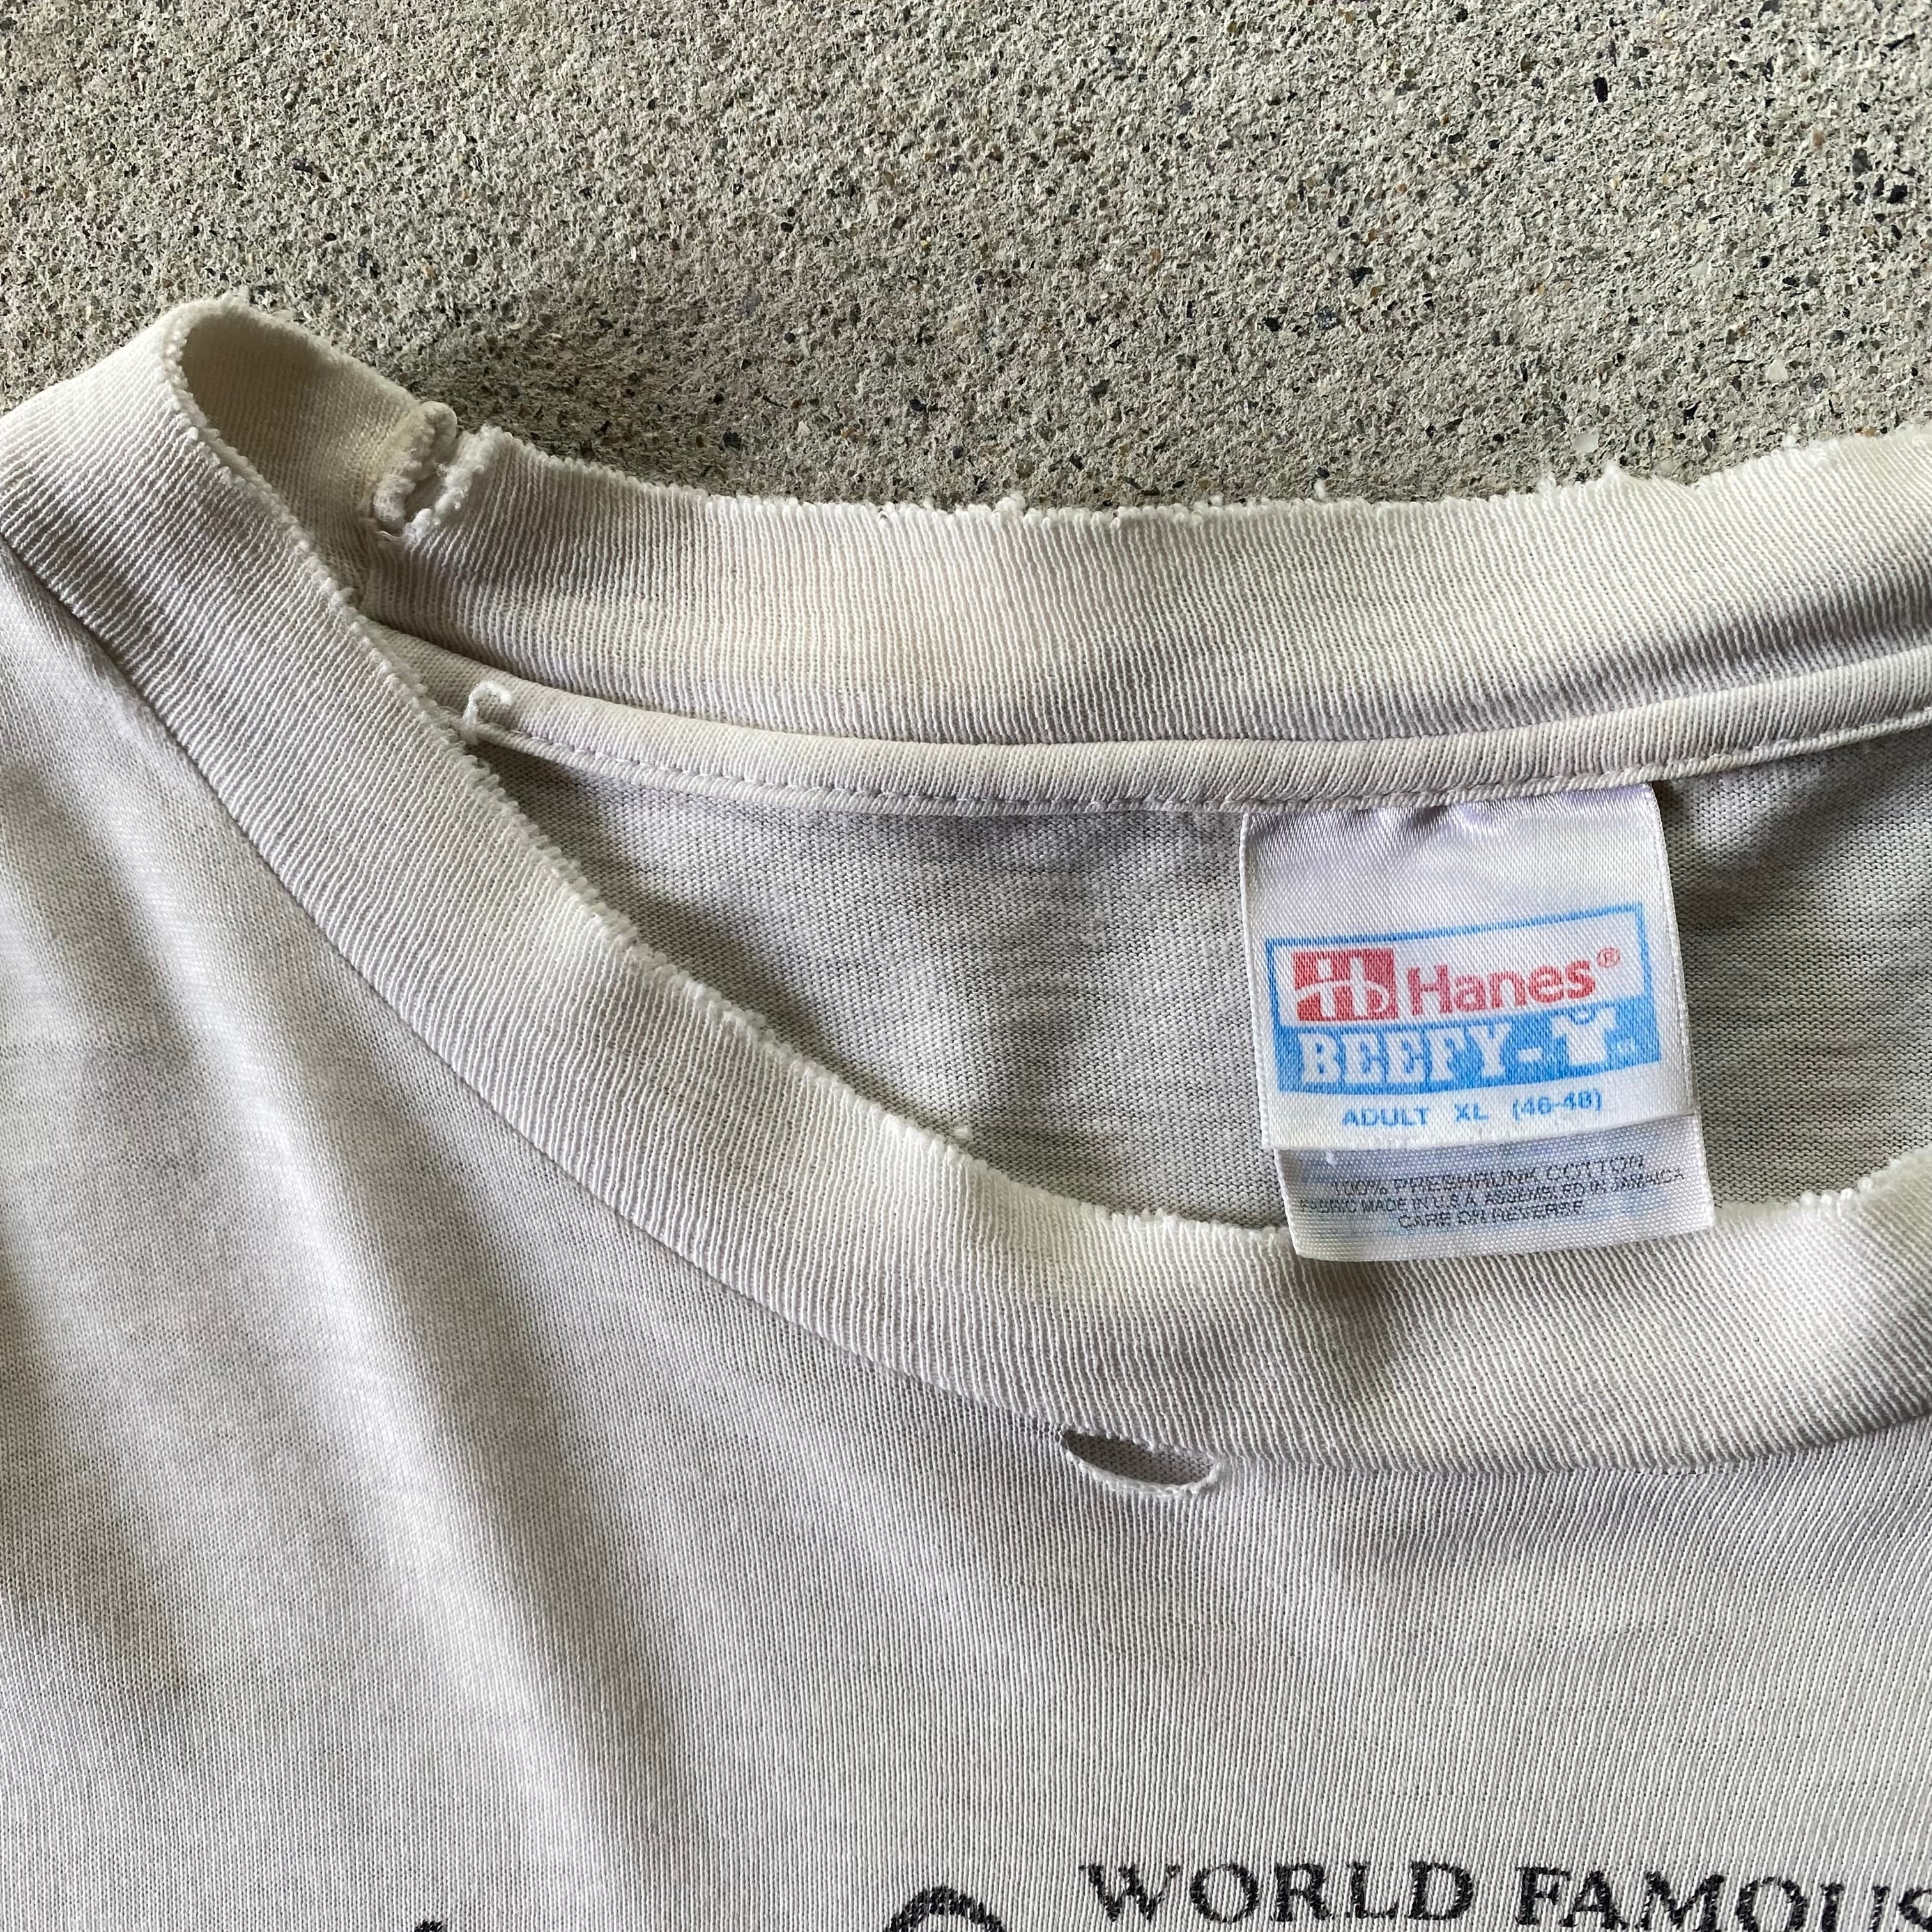 Hanes®
BEEFY-T
ADULT XL (46-48)
100% PRESHRUNK COTTON
FABRIC MADE IN U.S.A. ASSEMBLED IN JAMAICA
CARE ON REVERSE
WORLD FAMOUS